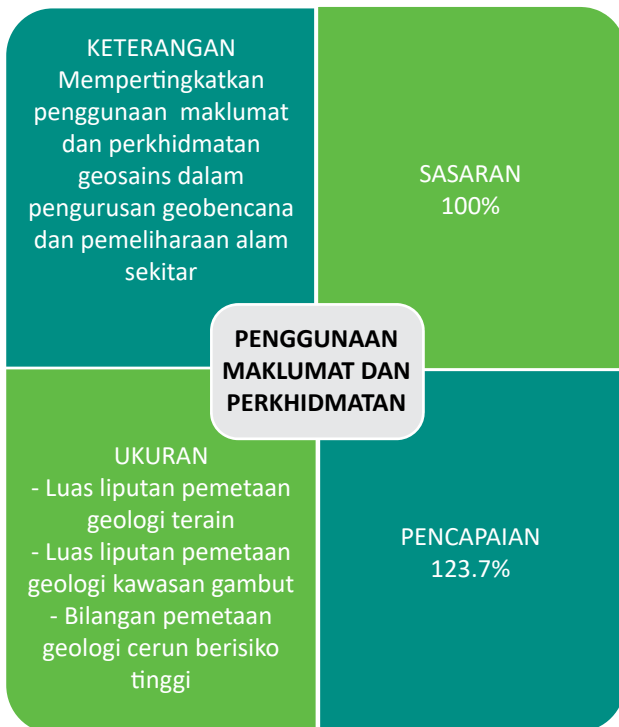 KETERANGAN
Mempertingkatkan
penggunaan maklumat
dan perkhidmatan
geosains dalam
pengurusan geobencana
dan pemeliharaan alam
sekitar
SASARAN
100%
PENGGUNAAN
MAKLUMAT DAN
PERKHIDMATAN
UKURAN
- Luas liputan pemetaan
geologi terain
- Luas liputan pemetaan
geologi kawasan gambut
- Bilangan pemetaan
geologi cerun berisiko
tinggi
PENCAPAIAN
123.7%